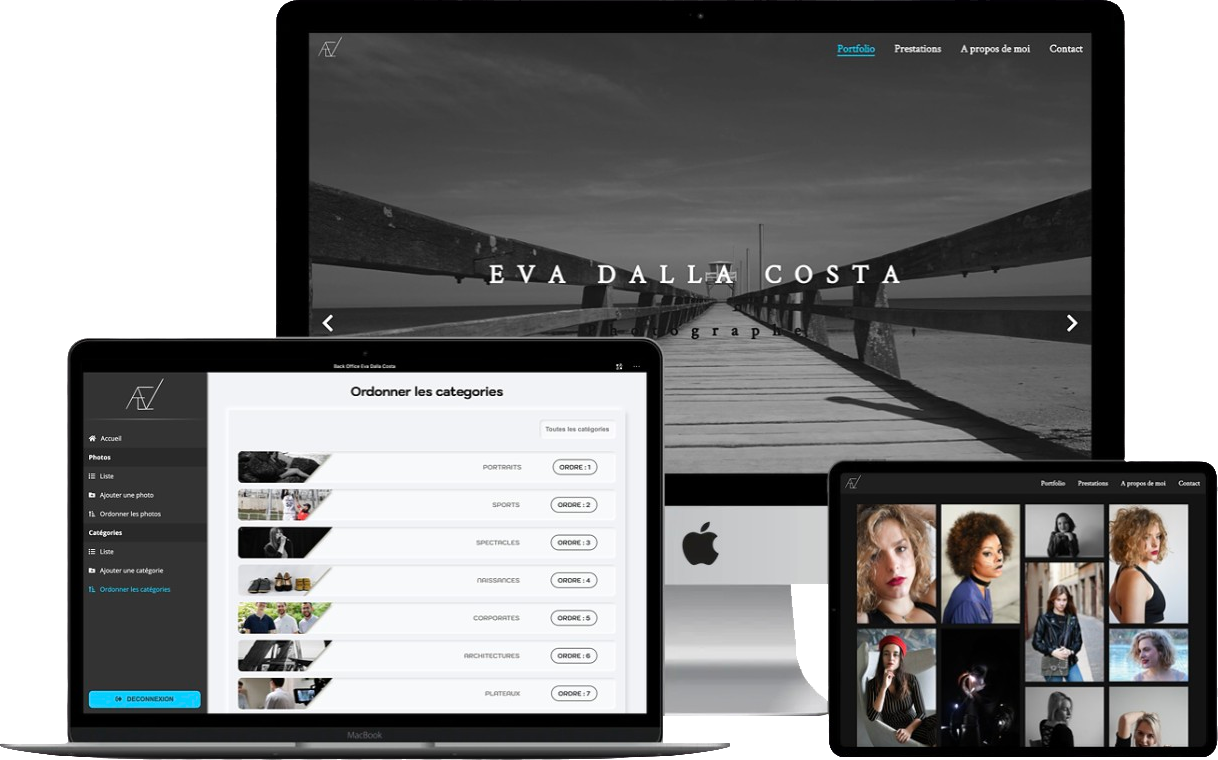 Portfolio Prestations A propos de moi Contact
EVA DALLA COSTA
Photographe
Back Office Eva Dalla Costa
Ordonner les categories
Toutes les catégories
Accueil
Photos
Liste
Ajouter une photo
Ordonner les photos
Catégories
Liste
Ajouter une catégorie
Ordonner les catégories
DECONNEXION
PORTRAITS ORDRE : 1
SPORTS ORDRE : 2
SPECTACLES ORDRE : 3
NAISSANCES ORDRE : 4
CORPORATES ORDRE : 5
ARCHITECTURES ORDRE : 6
PLATEAUX ORDRE : 7
MacBook
Portfolio Prestations A propos de moi Contact